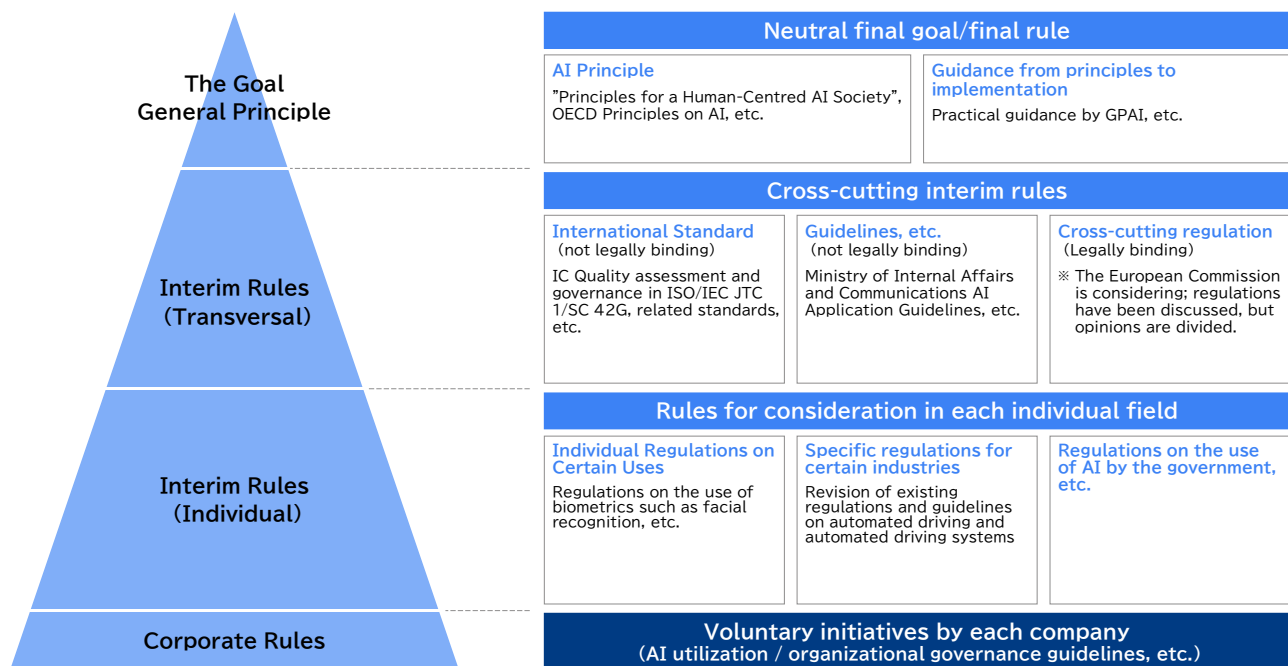 The Goal
General Principle
Neutral final goal/final rule
AI Principle
”Principles for a Human-Centred AI Society”,
OECD Principles on AI, etc.
Guidance from principles to
implementation
Practical guidance by GPAI, etc.
Interim Rules
（Transversal）
Cross-cutting interim rules
International Standard
（not legally binding）
IC Quality assessment and
governance in ISO/IEC JTC
1/SC 42G, related standards,
etc.
Guidelines, etc.
（not legally binding）
Ministry of Internal Affairs
and Communications AI
Application Guidelines, etc.
Cross-cutting regulation
（Legally binding）
※ The European Commission
is considering; regulations
have been discussed, but
opinions are divided.
Interim Rules
（Individual）
Rules for consideration in each individual field
Individual Regulations on
Certain Uses
Regulations on the use of
biometrics such as facial
recognition, etc.
Specific regulations for
certain industries
Revision of existing
regulations and guidelines
on automated driving and
automated driving systems
Regulations on the use
of AI by the government,
etc.
Corporate Rules
Voluntary initiatives by each company
（AI utilization / organizational governance guidelines, etc.）